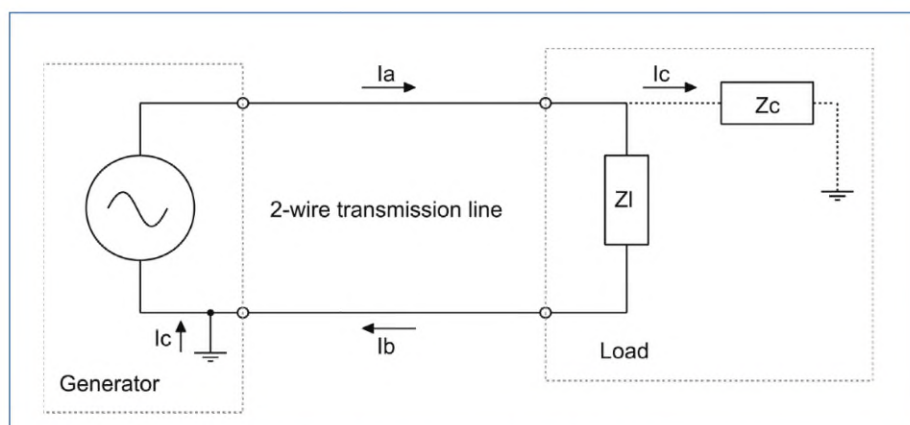 Ia
Ic
Zc
Zl
2-wire transmission line
Ic
Ib
Load
Generator